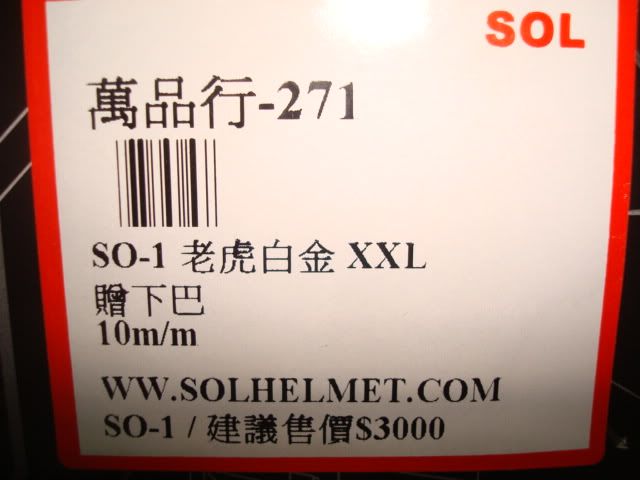 SOL
萬品行-271
SO-1 老虎白金 XXL
贈下巴
10m/m
WW.SOLHELMET.COM
SO-1 / 建議售價$3000